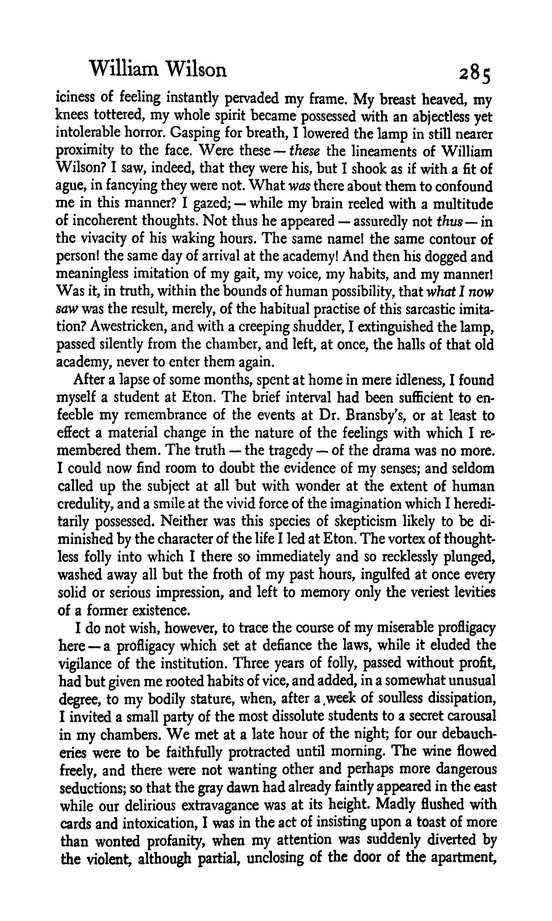 William Wilson 285
iciness of feeling instantly pervaded my frame. My breast heaved, my
knees tottered, my whole spirit became possessed with an abjectless yet
intolerable horror. Gasping for breath, I lowered the lamp in still nearer
proximity to the face. Were these — these the lineaments of William
Wilson? I saw, indeed, that they were his, but I shook as if with a fit of
ague, in fancying they were not. What was there about them to confound
me in this manner? I gazed; — while my brain reeled with a multitude
of incoherent thoughts. Not thus he appeared — assuredly not thus — in
the vivacity of his waking hours. The same name! the same contour of
person! the same day of arrival at the academy! And then his dogged and
meaningless imitation of my gait, my voice, my habits, and my manner!
Was it, in truth, within the bounds of human possibility, that what I now
saw was the result, merely, of the habitual practise of this sarcastic imita-
tion? Awestricken, and with a creeping shudder, I extinguished the lamp,
passed silently from the chamber, and left, at once, the halls of that old
academy, never to enter them again.
After a lapse of some months, spent at home in mere idleness, I found
myself a student at Eton. The brief interval had been sufficient to en-
feeble my remembrance of the events at Dr. Bransby's, or at least to
effect a material change in the nature of the feelings with which I re-
membered them. The truth — the tragedy — of the drama was no more.
I could now find room to doubt the evidence of my senses; and seldom
called up the subject at all but with wonder at the extent of human
credulity, and a smile at the vivid force of the imagination which I heredi-
tarily possessed. Neither was this species of skepticism likely to be di-
minished by the character of the life I led at Eton. The vortex of thought-
less folly into which I there so immediately and so recklessly plunged,
washed away all but the froth of my past hours, ingulfed at once every
solid or serious impression, and left to memory only the veriest levities
of a former existence.
I do not wish, however, to trace the course of my miserable profligacy
here — a profligacy which set at defiance the laws, while it eluded the
vigilance of the institution. Three years of folly, passed without profit,
had but given me rooted habits of vice, and added, in a somewhat unusual
degree, to my bodily stature, when, after a week of soulless dissipation,
I invited a small party of the most dissolute students to a secret carousal
in my chambers. We met at a late hour of the night; for our debauch-
eries were to be faithfully protracted until morning. The wine flowed
freely, and there were not wanting other and perhaps more dangerous
seductions; so that the gray dawn had already faintly appeared in the east
while our delirious extravagance was at its height. Madly flushed with
cards and intoxication, I was in the act of insisting upon a toast of more
than wonted profanity, when my attention was suddenly diverted by
the violent, although partial, unclosing of the door of the apartment,